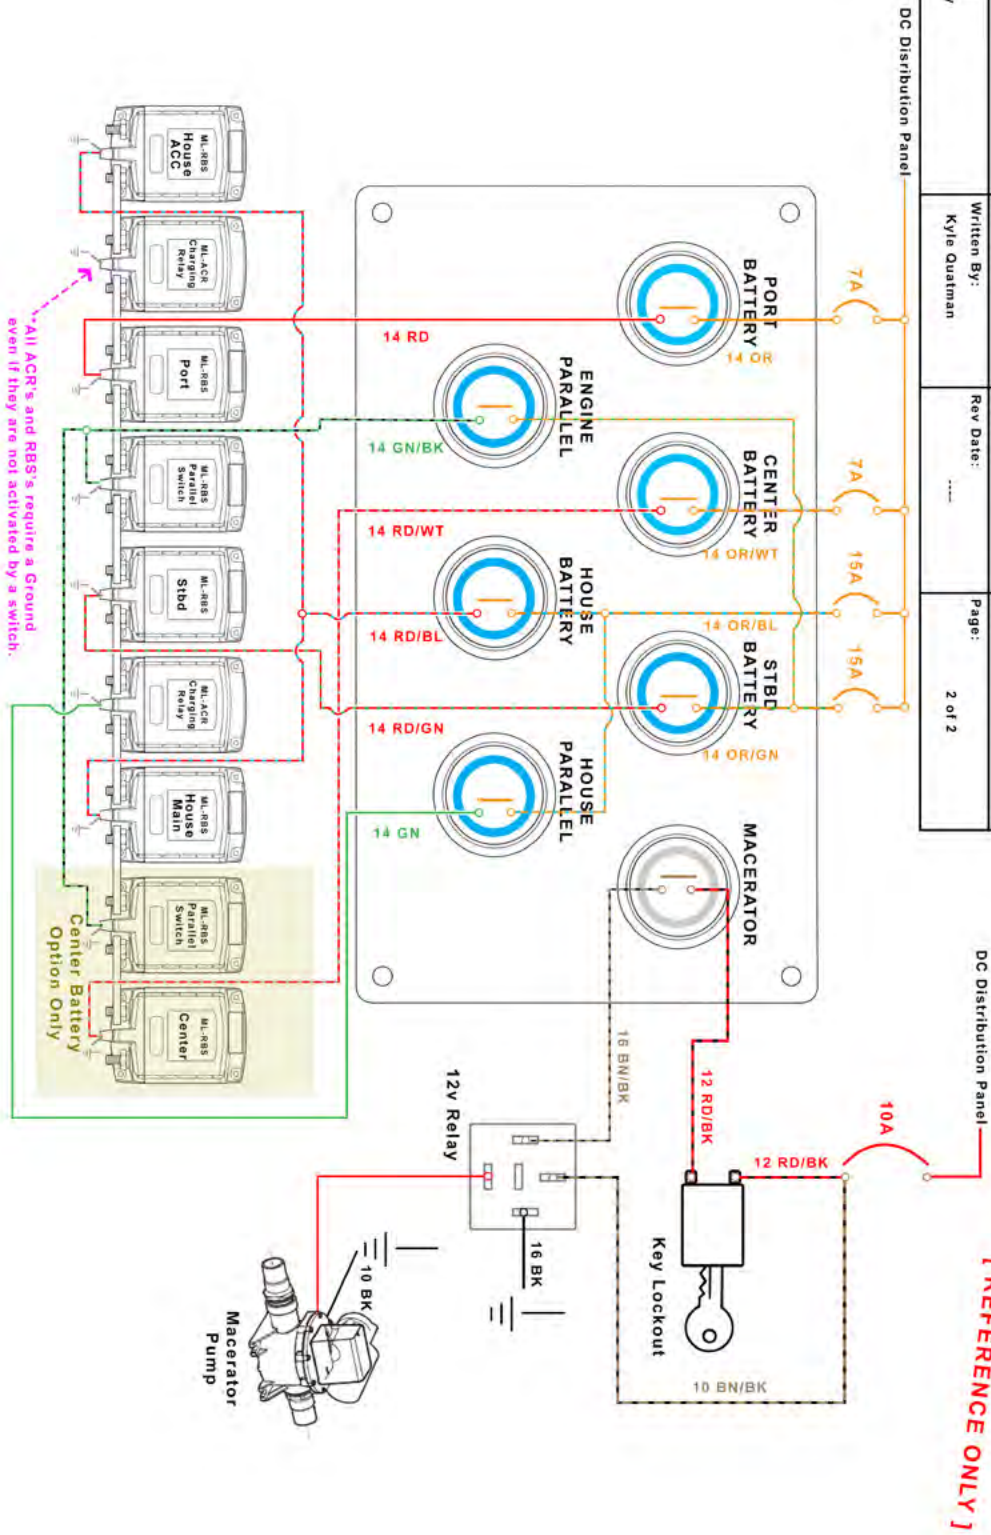 Written By:
Kyle Quatman
Rev Date:
----
Page:
2 of 2
[ REFERENCE ONLY ]
DC Disribution Panel
DC Distribution Panel
7A
7A
15A
15A
10A
PORT
BATTERY
14 OR
CENTER
BATTERY
14 OR/WT
14 OR/BL
STBD
BATTERY
14 OR/GN
MACERATOR
ENGINE
PARALLEL
HOUSE
BATTERY
HOUSE
PARALLEL
14 RD
14 GN/BK
14 RD/WT
14 RD/BL
14 RD/GN
14 GN
12 RD/BK
12 RD/BK
16 BN/BK
10 BN/BK
Key Lockout
12v Relay
16 BK
10 BK
Macerator
Pump
ML-RBS
House
ACC
ML-ACR
Charging
Relay
ML-RBS
Port
ML-RBS
Parallel
Switch
ML-RBS
Stbd
ML-ACR
Charging
Relay
ML-RBS
House
Main
ML-RBS
Parallel
Switch
ML-RBS
Center
Center Battery
Option Only
**All ACR's and RBS's require a Ground
even if they are not activated by a switch.